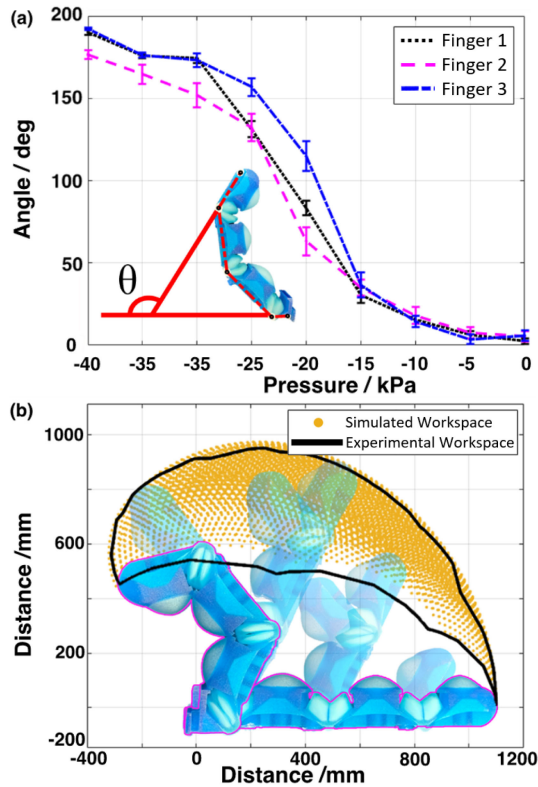 (a)
200
150
100
50
0
Angle / deg
Finger 1
Finger 2
Finger 3
θ
-40 -35 -35 -25 -20 -15 -10 -5 0
Pressure / kPa
(b)
1000
600
200
-200
Distance /mm
Simulated Workspace
Experimental Workspace
-400 0 400 800 1200
Distance /mm